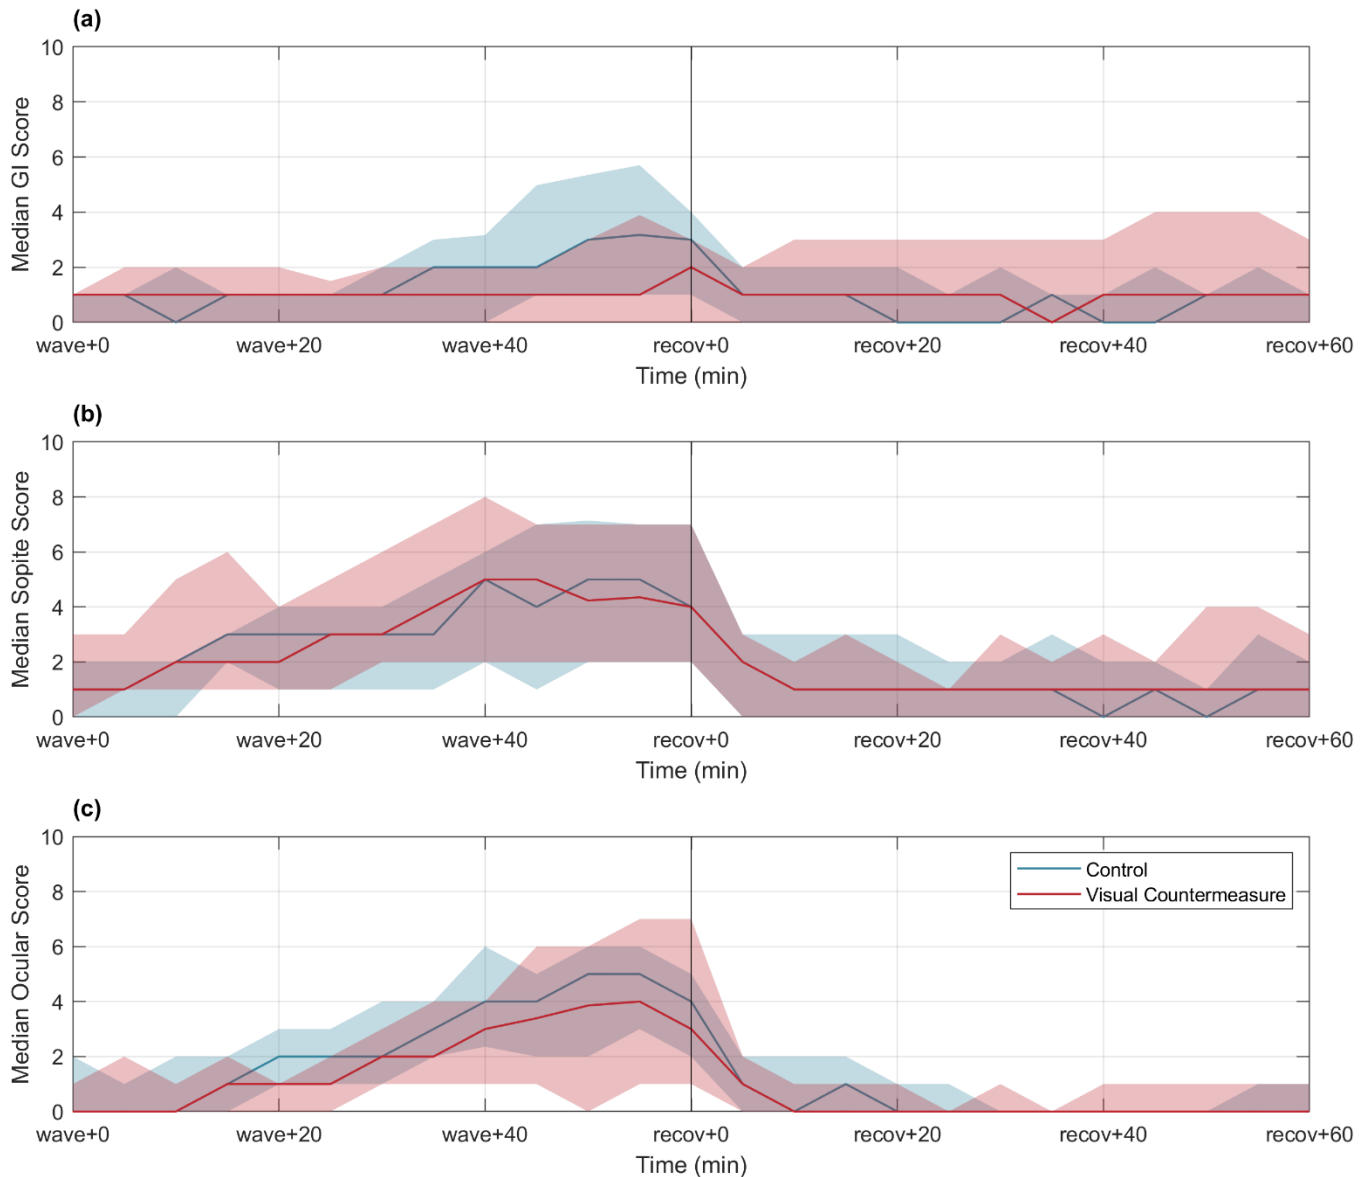 (a)
10
8
6
4
2
0
Median GI Score
wave+0 wave+20 wave+40 recov+0 recov+20 recov+40 recov+60
Time (min)
(b)
10
8
6
4
2
0
Median Sopite Score
wave+0 wave+20 wave+40 recov+0 recov+20 recov+40 recov+60
Time (min)
(c)
10
8
6
4
2
0
Median Ocular Score
Control
Visual Countermeasure
wave+0 wave+20 wave+40 recov+0 recov+20 recov+40 recov+60
Time (min)